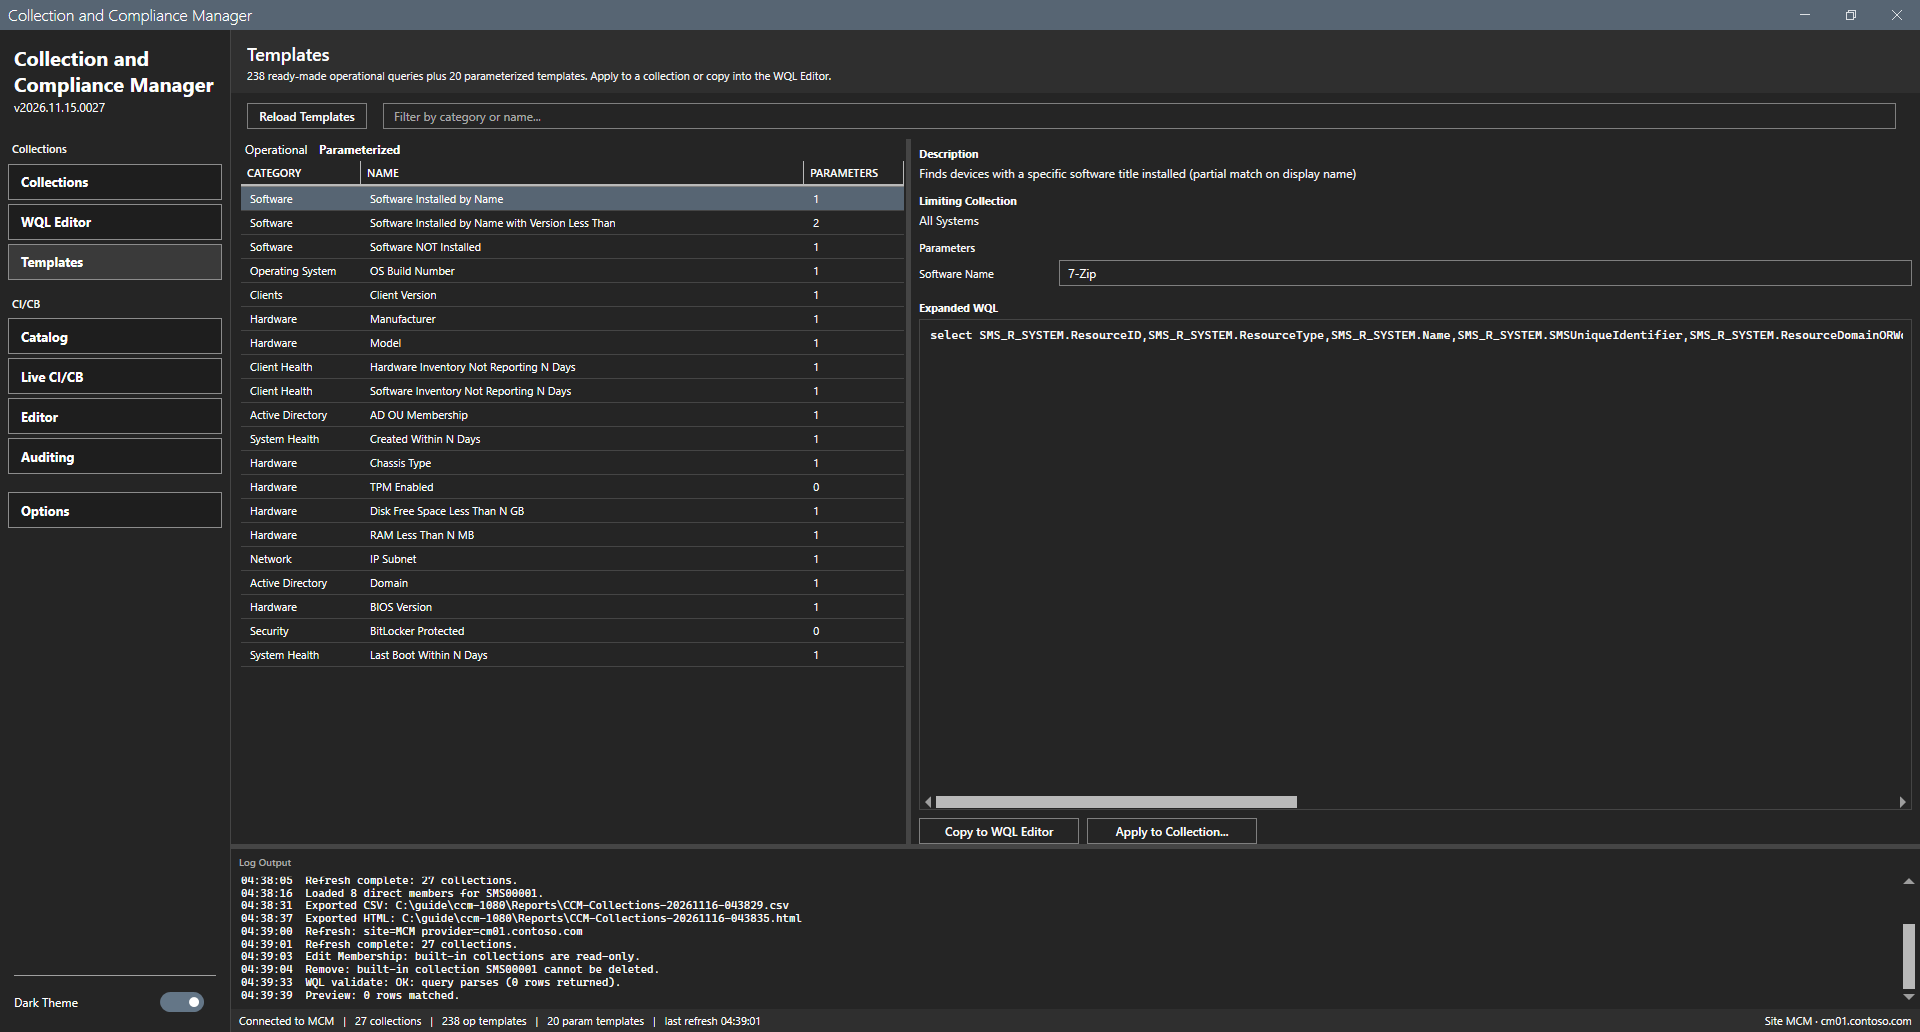 Collection and Compliance Manager
Collection and
Compliance Manager
v2026.11.15.0027
Collections
Collections
WQL Editor
Templates
CI/CB
Catalog
Live CI/CB
Editor
Auditing
Options
Dark Theme
Templates
238 ready-made operational queries plus 20 parameterized templates. Apply to a collection or copy into the WQL Editor.
Reload Templates
Filter by category or name...
Operational Parameterized
CATEGORY NAME PARAMETERS
Software Software Installed by Name 1
Software Software Installed by Name with Version Less Than 2
Software Software NOT Installed 1
Operating System OS Build Number 1
Clients Client Version 1
Hardware Manufacturer 1
Hardware Model 1
Client Health Hardware Inventory Not Reporting N Days 1
Client Health Software Inventory Not Reporting N Days 1
Active Directory AD OU Membership 1
System Health Created Within N Days 1
Hardware Chassis Type 1
Hardware TPM Enabled 0
Hardware Disk Free Space Less Than N GB 1
Hardware RAM Less Than N MB 1
Network IP Subnet 1
Active Directory Domain 1
Hardware BIOS Version 1
Security BitLocker Protected 0
System Health Last Boot Within N Days 1
Description
Finds devices with a specific software title installed (partial match on display name)
Limiting Collection
All Systems
Parameters
Software Name 7-Zip
Expanded WQL
select SMS_R_SYSTEM.ResourceID,SMS_R_SYSTEM.ResourceType,SMS_R_SYSTEM.Name,SMS_R_SYSTEM.SMSUniqueIdentifier,SMS_R_SYSTEM.ResourceDomainORW
Copy to WQL Editor Apply to Collection...
Log Output
04:38:05 Refresh complete: 27 collections.
04:38:16 Loaded 8 direct members for SMS00001.
04:38:31 Exported CSV: C:\guide\ccm-1080\Reports\CCM-Collections-20261116-043829.csv
04:38:37 Exported HTML: C:\guide\ccm-1080\Reports\CCM-Collections-20261116-043835.html
04:39:00 Refresh: site=MCM provider=cm01.contoso.com
04:39:01 Refresh complete: 27 collections.
04:39:03 Edit Membership: built-in collections are read-only.
04:39:04 Remove: built-in collection SMS00001 cannot be deleted.
04:39:33 WQL validate: OK: query parses (0 rows returned).
04:39:39 Preview: 0 rows matched.
Connected to MCM | 27 collections | 238 op templates | 20 param templates | last refresh 04:39:01
Site MCM · cm01.contoso.com